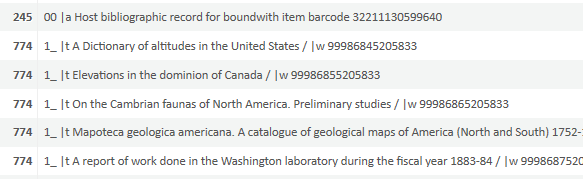 245 00 |a Host bibliographic record for boundwith item barcode 32211130599640
774 1_ |t A Dictionary of altitudes in the United States / |w 99986845205833
774 1_ |t Elevations in the dominion of Canada / |w 99986855205833
774 1_ |t On the Cambrian faunas of North America. Preliminary studies / |w 99986865205833
774 1_ |t Mapoteca geologica americana. A catalogue of geological maps of America (North and South) 1752-
774 1_ |t A report of work done in the Washington laboratory during the fiscal year 1883-84 / |w 9998687520